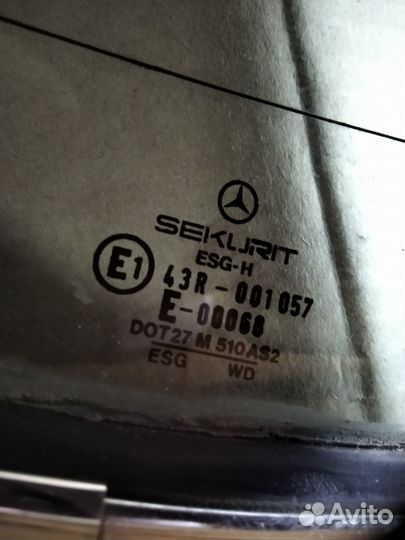 SEKURIT
ESG-H
E1
43R-001057
E-00068
DOT27 M 510AS2
ESG WD
Avito